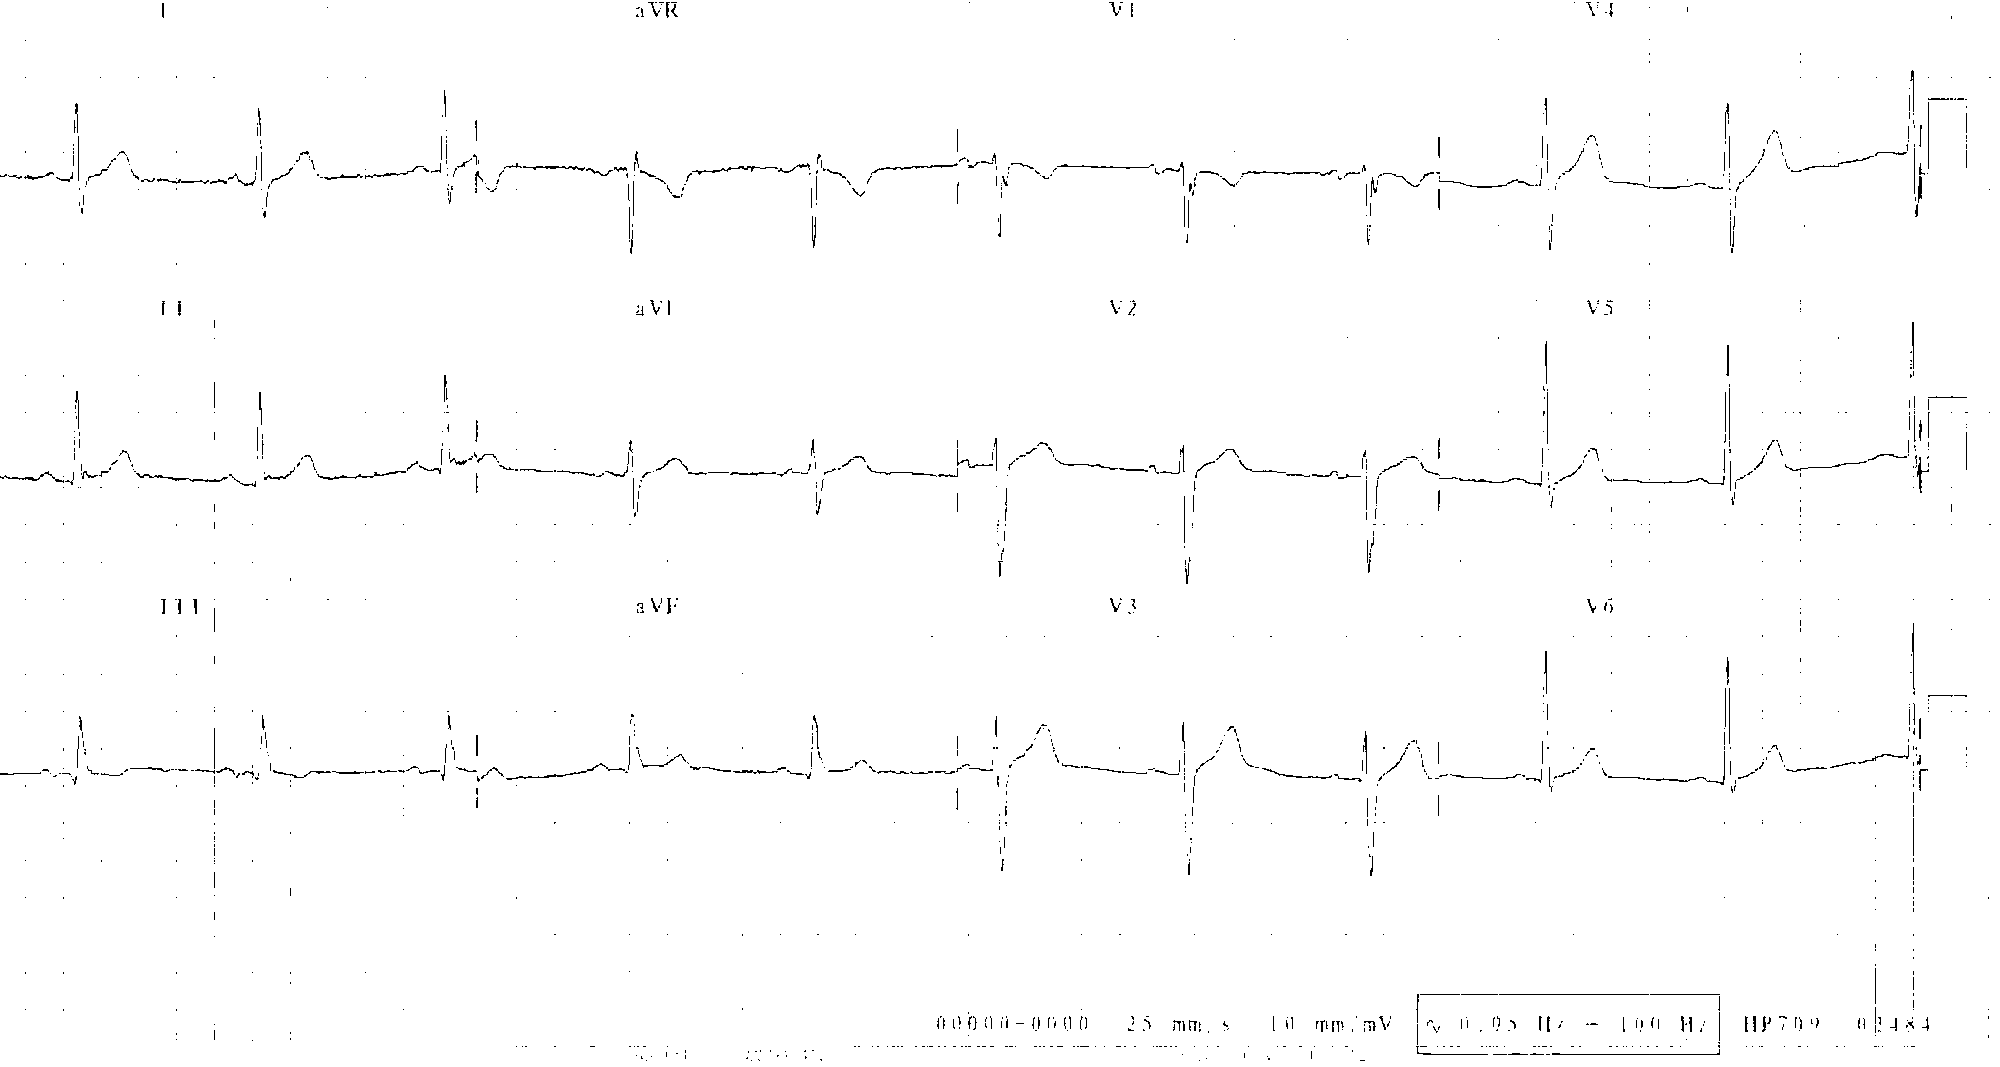 I aVR V1 V4
II aVL V2 V5
III aVF V3 V6
00000-0000 25 mm/s 10 mm/mV ~ 0.05 Hz - 100 Hz HP709 02484